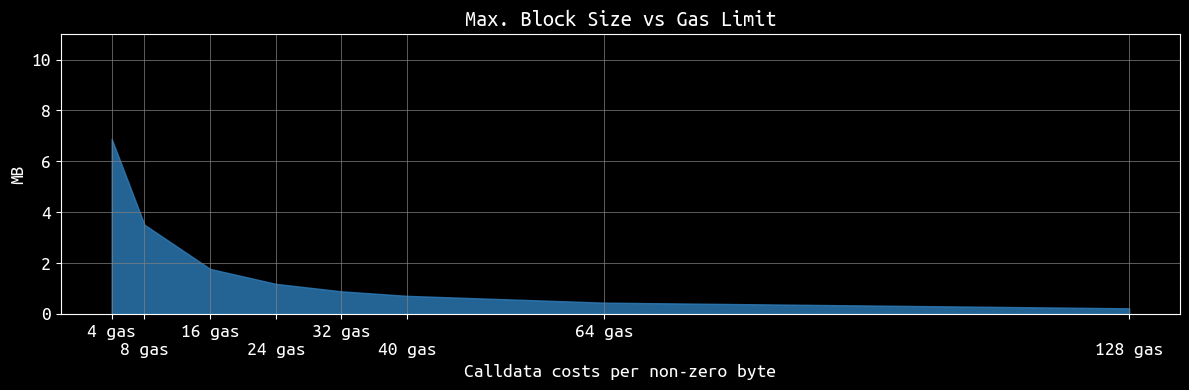 Max. Block Size vs Gas Limit
10
8
6
4
2
0
MB
4 gas
8 gas
16 gas
24 gas
32 gas
40 gas
64 gas
128 gas
Calldata costs per non-zero byte